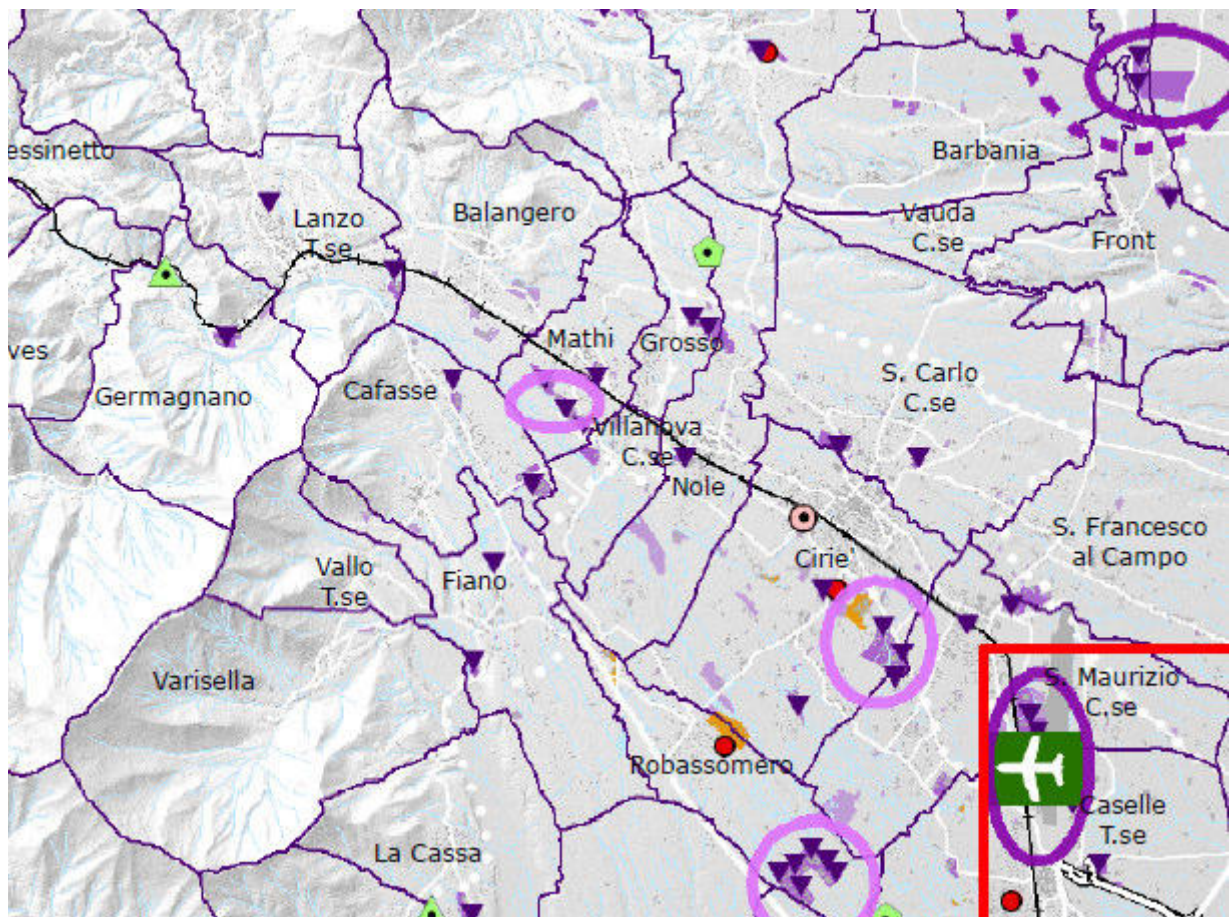 Barbania
essinetto
Lanzo
T.se
Balangero
Vauda
C.se
Front
ves
Mathi
Grosso
Germagnano
Cafasse
S. Carlo
C.se
Villanova
C.se
Nole
S. Francesco
al Campo
Cirie'
Vallo
T.se
Fiano
Varisella
S. Maurizio
C.se
Robassomero
Caselle
T.se
La Cassa